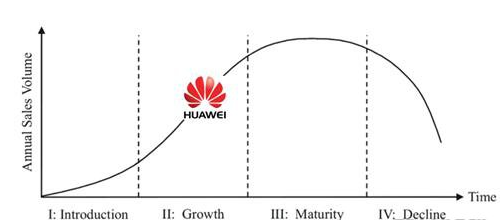 Annual Sales Volume
HUAWEI
Time
I: Introduction
II: Growth
III: Maturity
IV: Decline